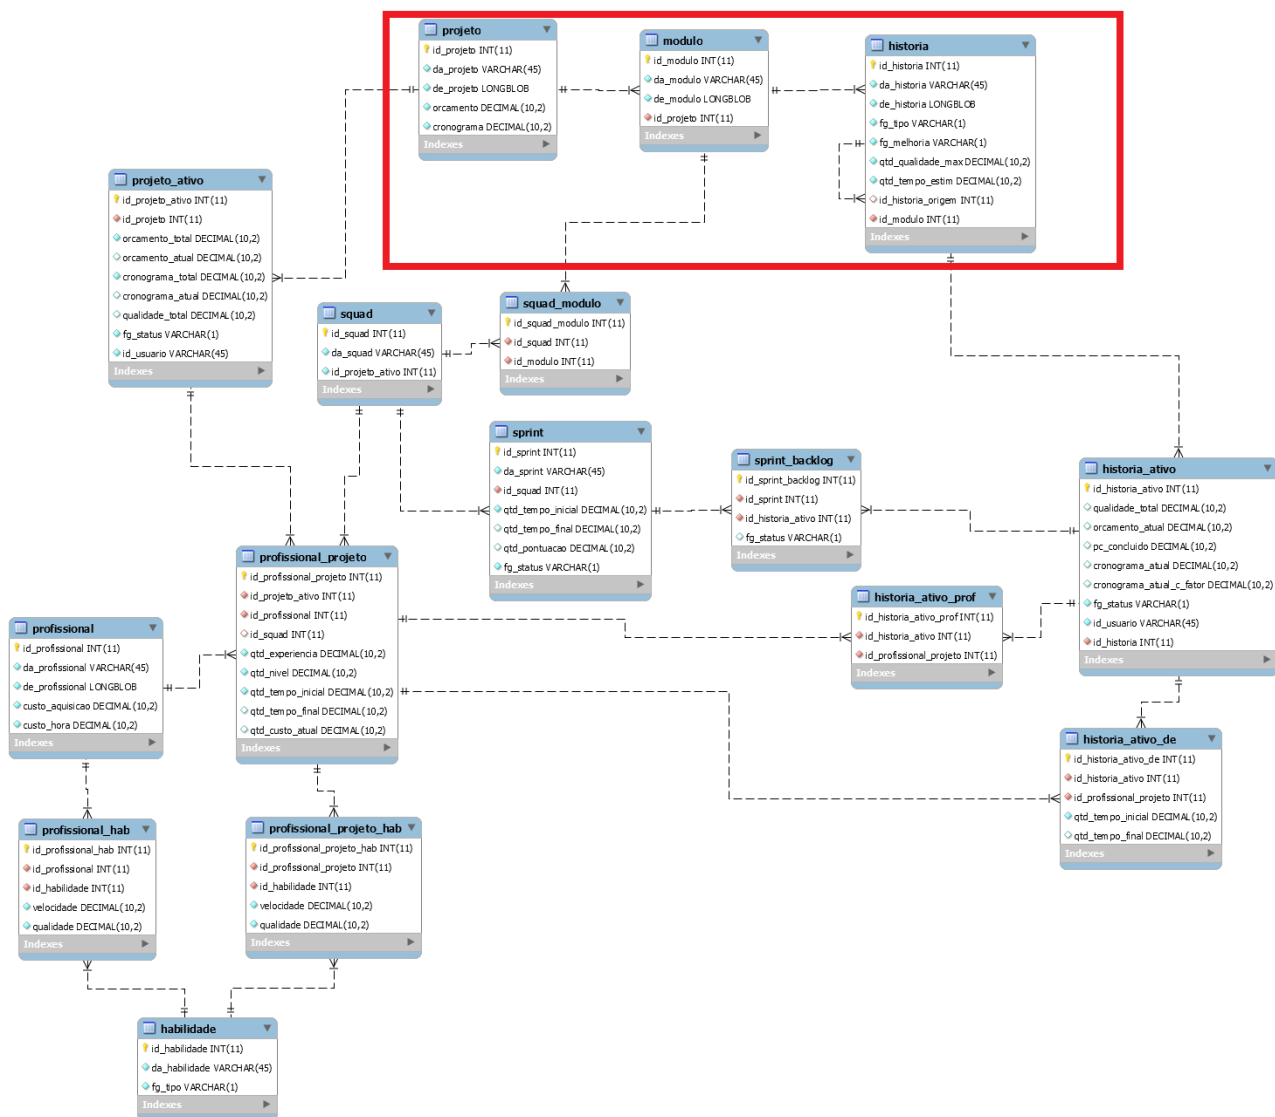 projeto
id_projeto INT(11)
da_projeto VARCHAR(45)
de_projeto LONGBLOB
orcamento DECIMAL(10,2)
cronograma DECIMAL(10,2)
Indexes
modulo
id_modulo INT(11)
da_modulo VARCHAR(45)
de_modulo LONGBLOB
id_projeto INT(11)
Indexes
historia
id_historia INT(11)
da_historia VARCHAR(45)
de_historia LONGBLOB
fg_tipo VARCHAR(1)
fg_melhoria VARCHAR(1)
qtd_qualidade_max DECIMAL(10,2)
qtd_tempo_estim DECIMAL(10,2)
id_historia_origem INT(11)
id_modulo INT(11)
Indexes
projeto_ativo
id_projeto_ativo INT(11)
id_projeto INT(11)
orcamento_total DECIMAL(10,2)
orcamento_atual DECIMAL(10,2)
cronograma_total DECIMAL(10,2)
cronograma_atual DECIMAL(10,2)
qualidade_total DECIMAL(10,2)
fg_status VARCHAR(1)
id_usuario VARCHAR(45)
Indexes
squad
id_squad INT(11)
da_squad VARCHAR(45)
id_projeto_ativo INT(11)
Indexes
squad_modulo
id_squad_modulo INT(11)
id_squad INT(11)
id_modulo INT(11)
Indexes
sprint
id_sprint INT(11)
da_sprint VARCHAR(45)
id_squad INT(11)
qtd_tempo_inicial DECIMAL(10,2)
qtd_tempo_final DECIMAL(10,2)
qtd_pontuacao DECIMAL(10,2)
fg_status VARCHAR(1)
Indexes
sprint_backlog
id_sprint_backlog INT(11)
id_sprint INT(11)
id_historia_ativo INT(11)
fg_status VARCHAR(1)
Indexes
historia_ativo
id_historia_ativo INT(11)
qualidade_total DECIMAL(10,2)
orcamento_atual DECIMAL(10,2)
pc_concluido DECIMAL(10,2)
cronograma_atual DECIMAL(10,2)
cronograma_atual_c_fator DECIMAL(10,2)
fg_status VARCHAR(1)
id_usuario VARCHAR(45)
id_historia INT(11)
Indexes
profissional_projeto
id_profissional_projeto INT(11)
id_projeto_ativo INT(11)
id_profissional INT(11)
id_squad INT(11)
qtd_experiencia DECIMAL(10,2)
qtd_nivel DECIMAL(10,2)
qtd_tempo_inicial DECIMAL(10,2)
qtd_tempo_final DECIMAL(10,2)
qtd_custo_atual DECIMAL(10,2)
Indexes
historia_ativo_prof
id_historia_ativo_prof INT(11)
id_historia_ativo INT(11)
id_profissional_projeto INT(11)
Indexes
profissional
id_profissional INT(11)
da_profissional VARCHAR(45)
de_profissional LONGBLOB
custo_aquisicao DECIMAL(10,2)
custo_hora DECIMAL(10,2)
Indexes
historia_ativo_de
id_historia_ativo_de INT(11)
id_historia_ativo INT(11)
id_profissional_projeto INT(11)
qtd_tempo_inicial DECIMAL(10,2)
qtd_tempo_final DECIMAL(10,2)
Indexes
profissional_hab
id_profissional_hab INT(11)
id_profissional INT(11)
id_habilidade INT(11)
velocidade DECIMAL(10,2)
qualidade DECIMAL(10,2)
Indexes
profissional_projeto_hab
id_profissional_projeto_hab INT(11)
id_profissional_projeto INT(11)
id_habilidade INT(11)
velocidade DECIMAL(10,2)
qualidade DECIMAL(10,2)
Indexes
habilidade
id_habilidade INT(11)
da_habilidade VARCHAR(45)
fg_tipo VARCHAR(1)
Indexes